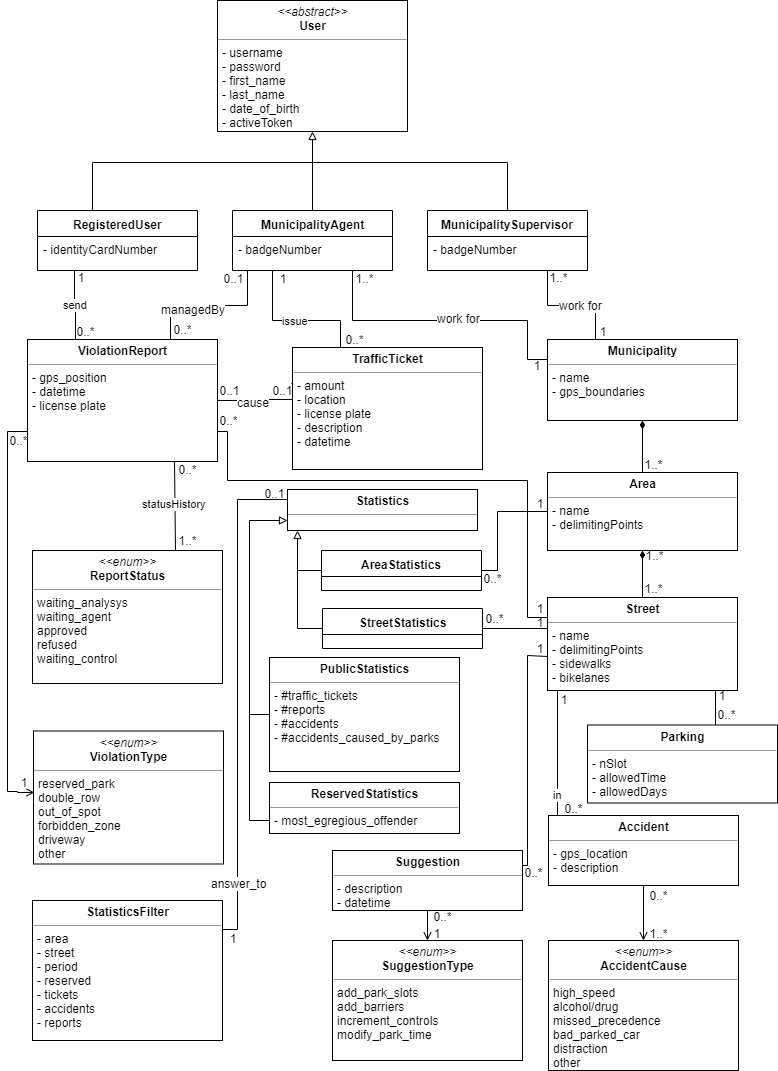 <<abstract>>
User
- username
- password
- first_name
- last_name
- date_of_birth
- activeToken
RegisteredUser
- identityCardNumber
MunicipalityAgent
- badgeNumber
MunicipalitySupervisor
- badgeNumber
1
0..1
1
1..*
1..*
send
managedBy
issue
work for
work for
0..*
0..*
0..*
1
1
ViolationReport
- gps_position
- datetime
- license plate
TrafficTicket
- amount
- location
- license plate
- description
- datetime
Municipality
- name
- gps_boundaries
0..1
cause
0..1
0..*
0..*
0..*
statusHistory
1..*
1..*
Area
- name
- delimitingPoints
1
0..1
Statistics
AreaStatistics
0..*
1..*
1..*
<<enum>>
ReportStatus
waiting_analysys
waiting_agent
approved
refused
waiting_control
StreetStatistics
0..*
1
1
1
Street
- name
- delimitingPoints
- sidewalks
- bikelanes
PublicStatistics
- #traffic_tickets
- #reports
- #accidents
- #accidents_caused_by_parks
1
1
0..*
Parking
- nSlot
- allowedTime
- allowedDays
1
<<enum>>
ViolationType
reserved_park
double_row
out_of_spot
forbidden_zone
driveway
other
ReservedStatistics
- most_egregious_offender
in
0..*
Accident
- gps_location
- description
Suggestion
- description
- datetime
0..*
answer_to
1
StatisticsFilter
- area
- street
- period
- reserved
- tickets
- accidents
- reports
0..*
1
0..*
1..*
<<enum>>
SuggestionType
add_park_slots
add_barriers
increment_controls
modify_park_time
<<enum>>
AccidentCause
high_speed
alcohol/drug
missed_precedence
bad_parked_car
distraction
other